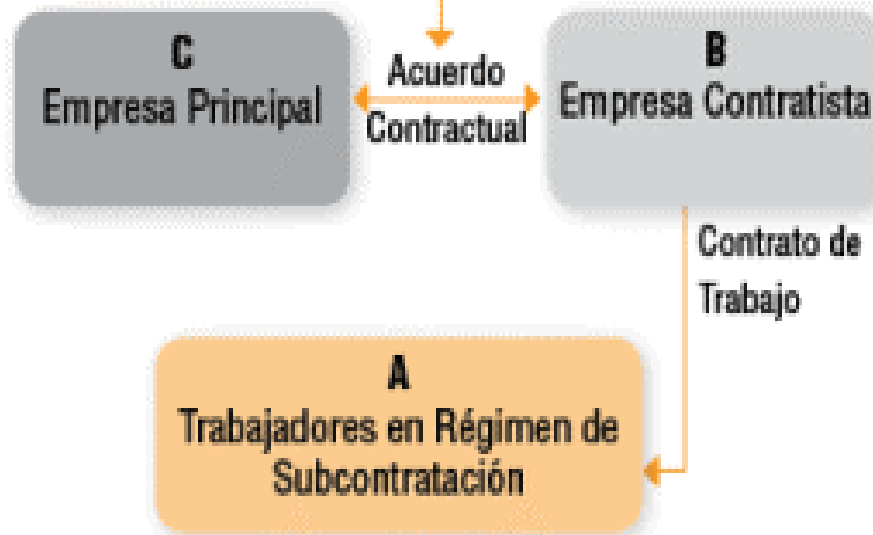 C
Empresa Principal
Acuerdo
Contractual
B
Empresa Contratista
Contrato de
Trabajo
A
Trabajadores en Régimen de
Subcontratación